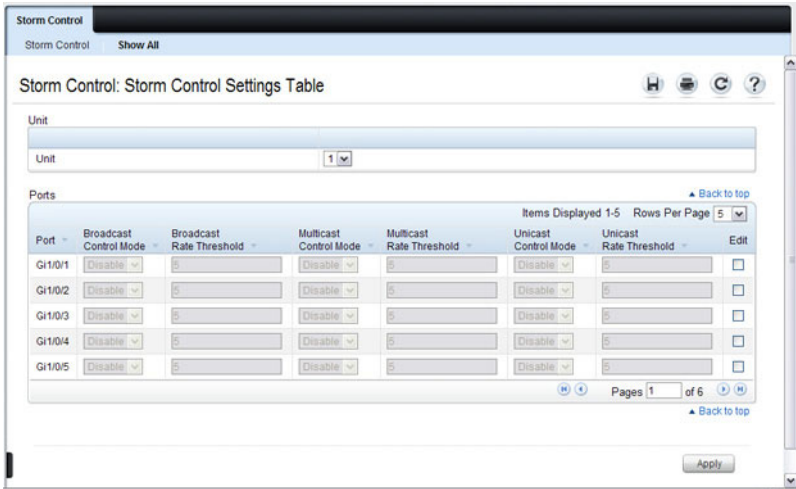 Storm Control
Storm Control Show All
Storm Control: Storm Control Settings Table
?
Unit
Unit 1
Ports
Back to top
Items Displayed 1-5 Rows Per Page 5
Port Broadcast Control Mode Broadcast Rate Threshold Multicast Control Mode Multicast Rate Threshold Unicast Control Mode Unicast Rate Threshold Edit
Gi1/0/1 Disable 5 Disable 5 Disable 5
Gi1/0/2 Disable 5 Disable 5 Disable 5
Gi1/0/3 Disable 5 Disable 5 Disable 5
Gi1/0/4 Disable 5 Disable 5 Disable 5
Gi1/0/5 Disable 5 Disable 5 Disable 5
Pages 1 of 6
Back to top
Apply